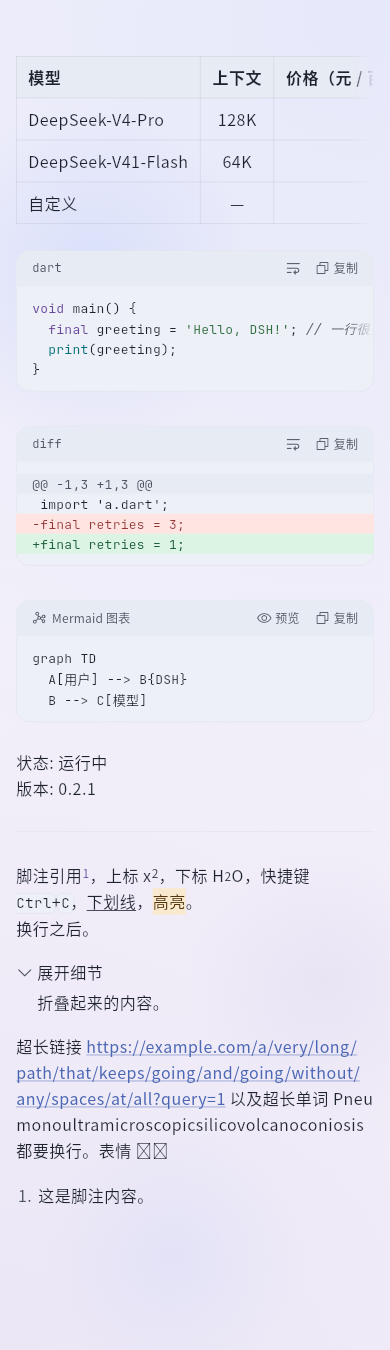 模型 上下文 价格（元 /
DeepSeek-V4-Pro 128K
DeepSeek-V41-Flash 64K
自定义 —
dart 复制
void main() {
  final greeting = 'Hello, DSH!'; // 一行很
  print(greeting);
}
diff 复制
@@ -1,3 +1,3 @@
 import 'a.dart';
-final retries = 3;
+final retries = 1;
Mermaid 图表 预览 复制
graph TD
  A[用户] --> B{DSH}
  B --> C[模型]
状态: 运行中
版本: 0.2.1
脚注引用¹，上标 x²，下标 H₂O，快捷键
Ctrl+C，下划线，高亮。
换行之后。
展开细节
折叠起来的内容。
超长链接 https://example.com/a/very/long/
path/that/keeps/going/and/going/without/
any/spaces/at/all?query=1 以及超长单词 Pneu
monoultramicroscopicsilicovolcanoconiosis
都要换行。表情
1. 这是脚注内容。